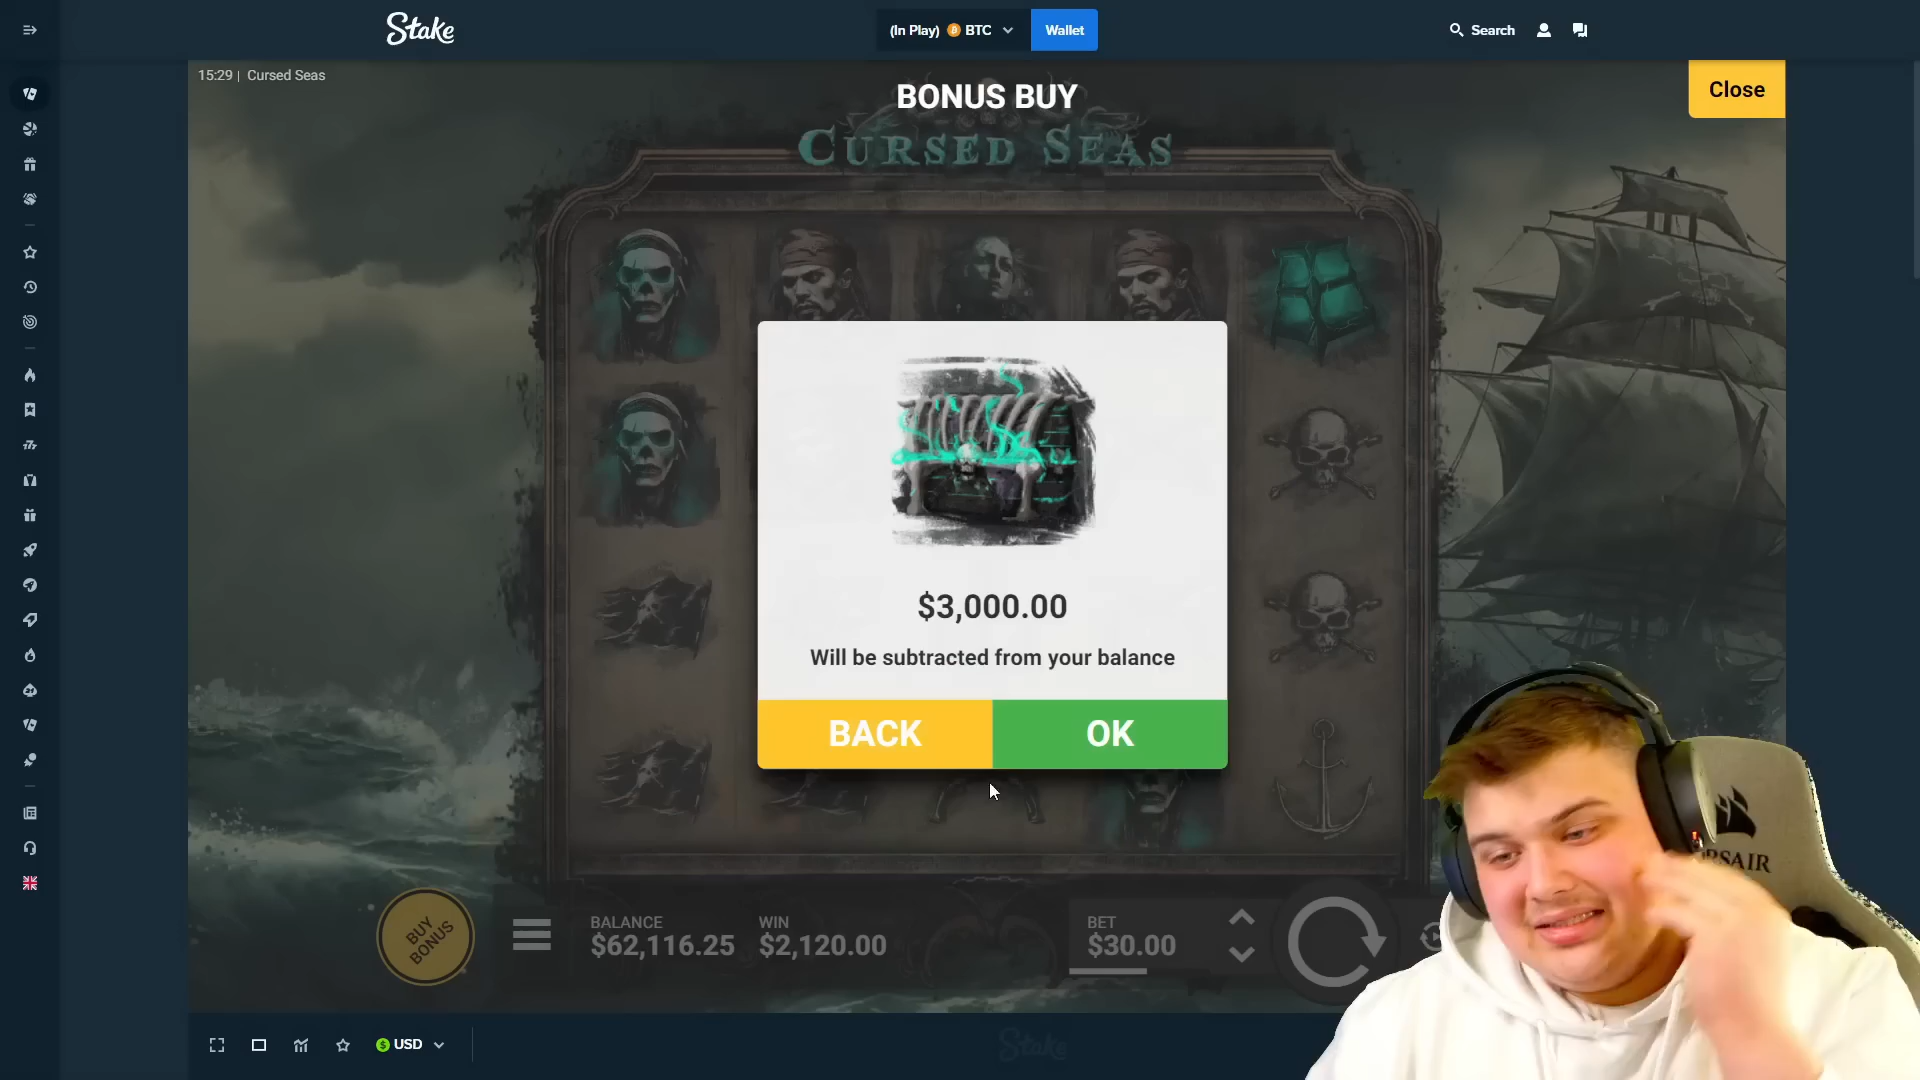 Stake
(In Play) BTC
Wallet
Search
15:29 | Cursed Seas
BONUS BUY
Close
CURSED SEAS
$3,000.00
Will be subtracted from your balance
BACK
OK
BUY
BONUS
BALANCE
$62,116.25
WIN
$2,120.00
BET
$30.00
USD
Stake